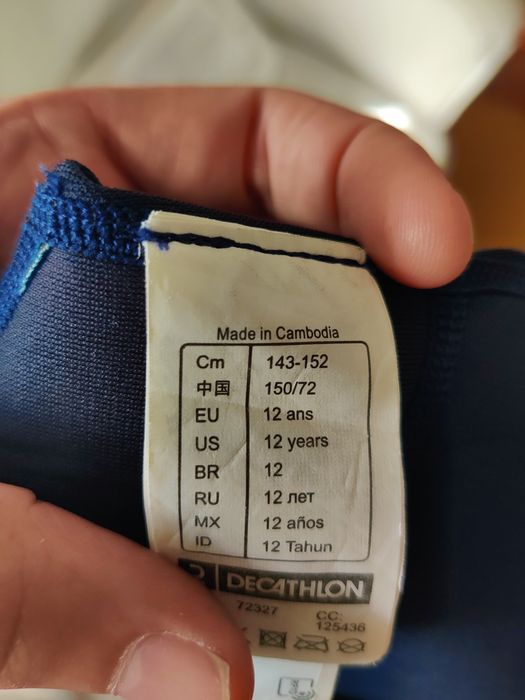 Made in Cambodia
Cm 143-152
中国 150/72
EU 12 ans
US 12 years
BR 12
RU 12 лет
MX 12 años
ID 12 Tahun
DECATHLON
72327 CC:
125436